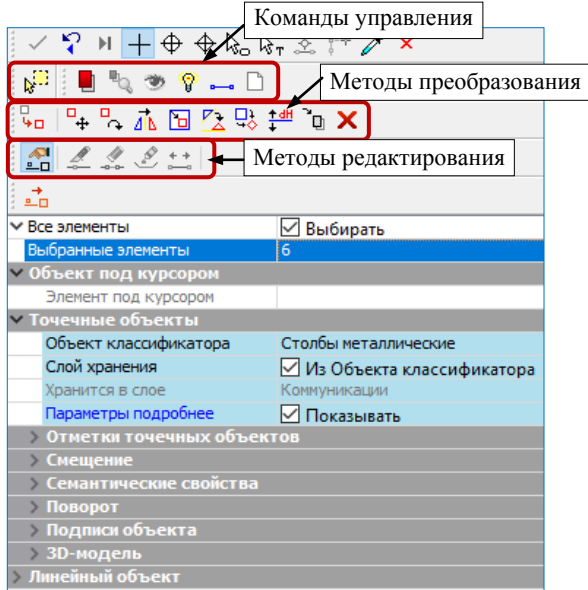 Команды управления
Методы преобразования
dH
Методы редактирования
Все элементы Выбирать
Выбранные элементы 6
Объект под курсором
Элемент под курсором
Точечные объекты
Объект классификатора Столбы металлические
Слой хранения Из Объекта классификатора
Хранится в слое Коммуникации
Параметры подробнее Показывать
Отметки точечных объектов
Смещение
Семантические свойства
Поворот
Подписи объекта
3D-модель
Линейный объект